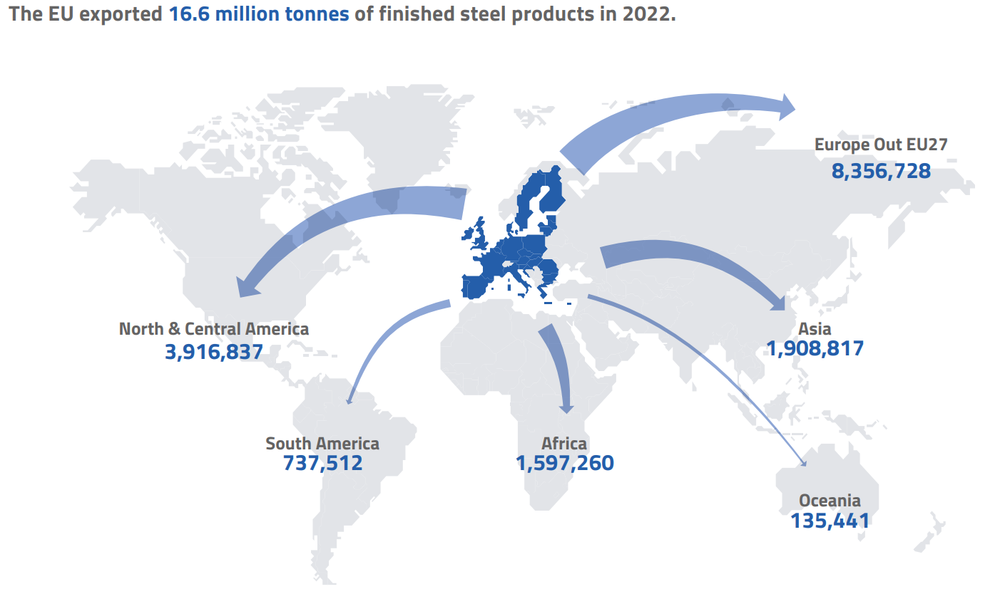 The EU exported 16.6 million tonnes of finished steel products in 2022.
Europe Out EU27
8,356,728
North & Central America
3,916,837
Asia
1,908,817
South America
737,512
Africa
1,597,260
Oceania
135,441